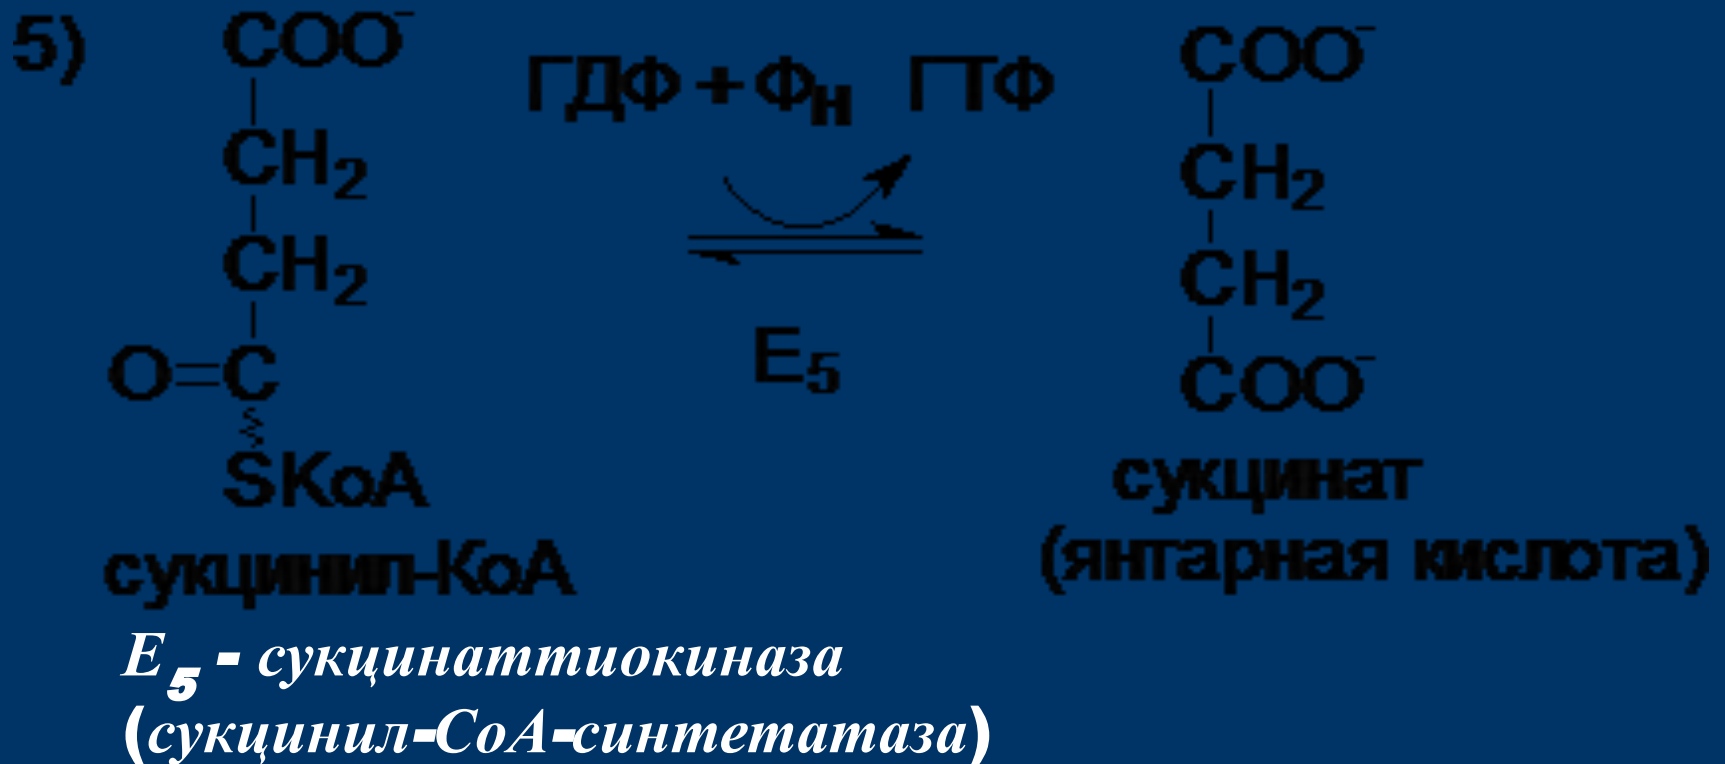 5)
COO⁻
CH₂
CH₂
O=C
SKoA
сукцинил-КоА
ГДФ + Фн ГТФ
E₅
COO⁻
CH₂
CH₂
COO⁻
сукцинат
(янтарная кислота)
E₅ - сукцинаттиокиназа
(сукцинил-СоА-синтетатаза)